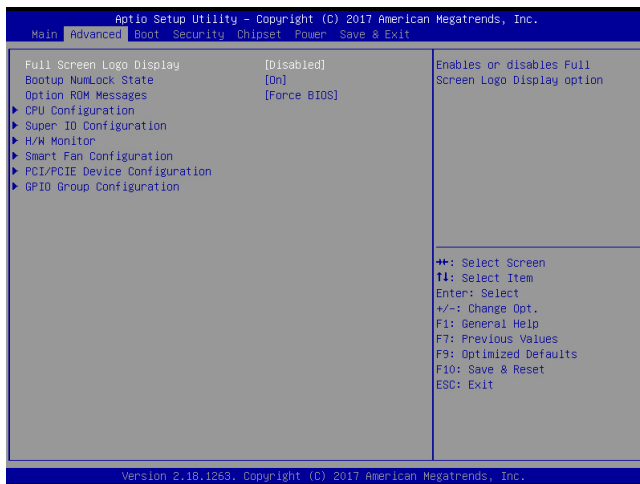 Aptio Setup Utility – Copyright (C) 2017 American Megatrends, Inc.
Main Advanced Boot Security Chipset Power Save & Exit
Full Screen Logo Display [Disabled]
Bootup NumLock State [On]
Option ROM Messages [Force BIOS]
▶ CPU Configuration
▶ Super IO Configuration
▶ H/W Monitor
▶ Smart Fan Configuration
▶ PCI/PCIE Device Configuration
▶ GPIO Group Configuration
Enables or disables Full
Screen Logo Display option
→←: Select Screen
↑↓: Select Item
Enter: Select
+/-: Change Opt.
F1: General Help
F7: Previous Values
F9: Optimized Defaults
F10: Save & Reset
ESC: Exit
Version 2.18.1263. Copyright (C) 2017 American Megatrends, Inc.